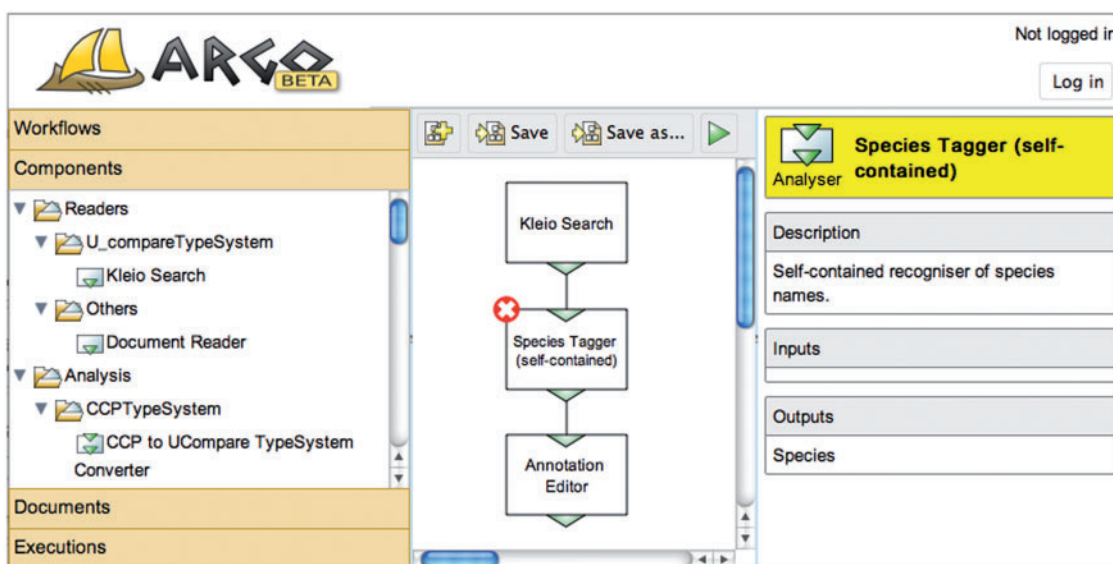 ARGO
BETA
Not logged in
Log in
Workflows
Components
Readers
U_compareTypeSystem
Kleio Search
Others
Document Reader
Analysis
CCPTypeSystem
CCP to UCompare TypeSystem
Converter
Documents
Executions
Save
Save as...
Kleio Search
Species Tagger
(self-contained)
Annotation
Editor
Analyser
Species Tagger (self-
contained)
Description
Self-contained recogniser of species
names.
Inputs
Outputs
Species